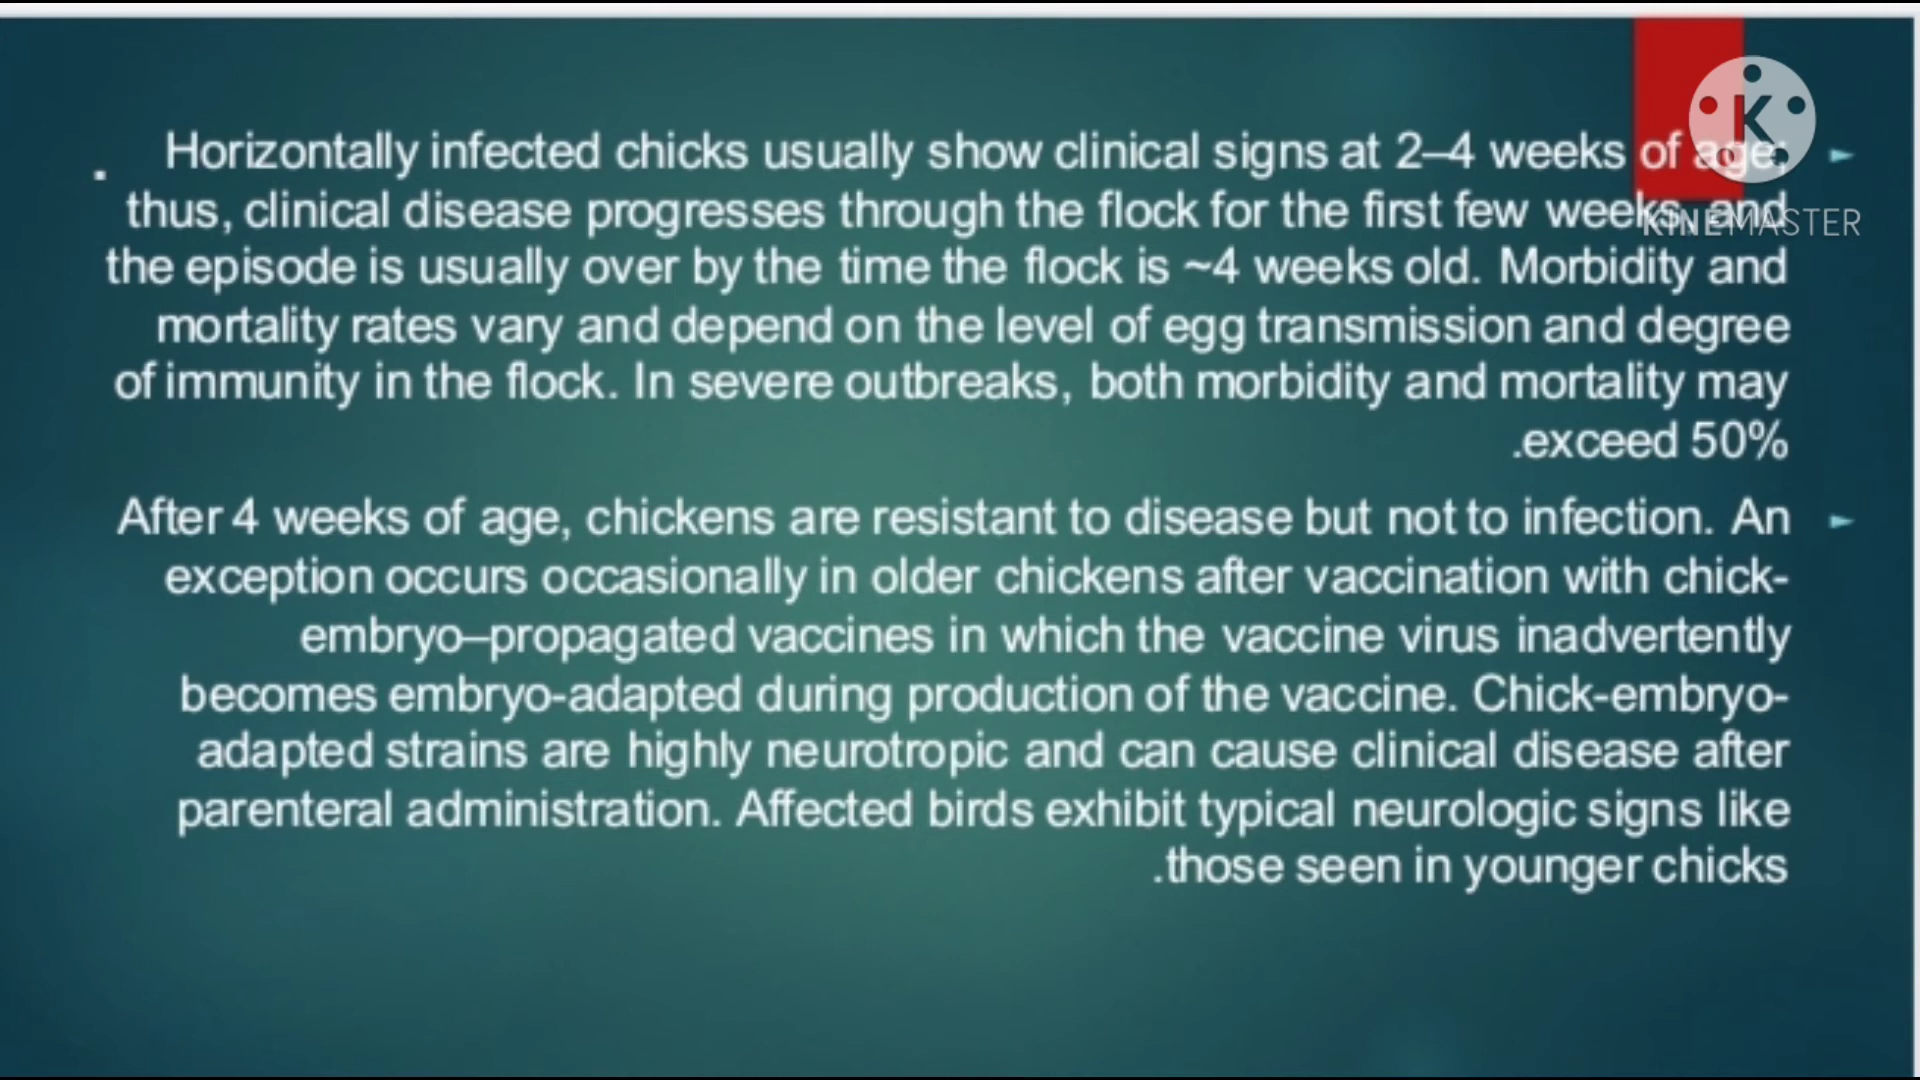 Horizontally infected chicks usually show clinical signs at 2–4 weeks of age;
thus, clinical disease progresses through the flock for the first few weeks, and
the episode is usually over by the time the flock is ~4 weeks old. Morbidity and
mortality rates vary and depend on the level of egg transmission and degree
of immunity in the flock. In severe outbreaks, both morbidity and mortality may
.exceed 50%
After 4 weeks of age, chickens are resistant to disease but not to infection. An
exception occurs occasionally in older chickens after vaccination with chick-
embryo–propagated vaccines in which the vaccine virus inadvertently
becomes embryo-adapted during production of the vaccine. Chick-embryo-
adapted strains are highly neurotropic and can cause clinical disease after
parenteral administration. Affected birds exhibit typical neurologic signs like
.those seen in younger chicks
K
KINEMASTER